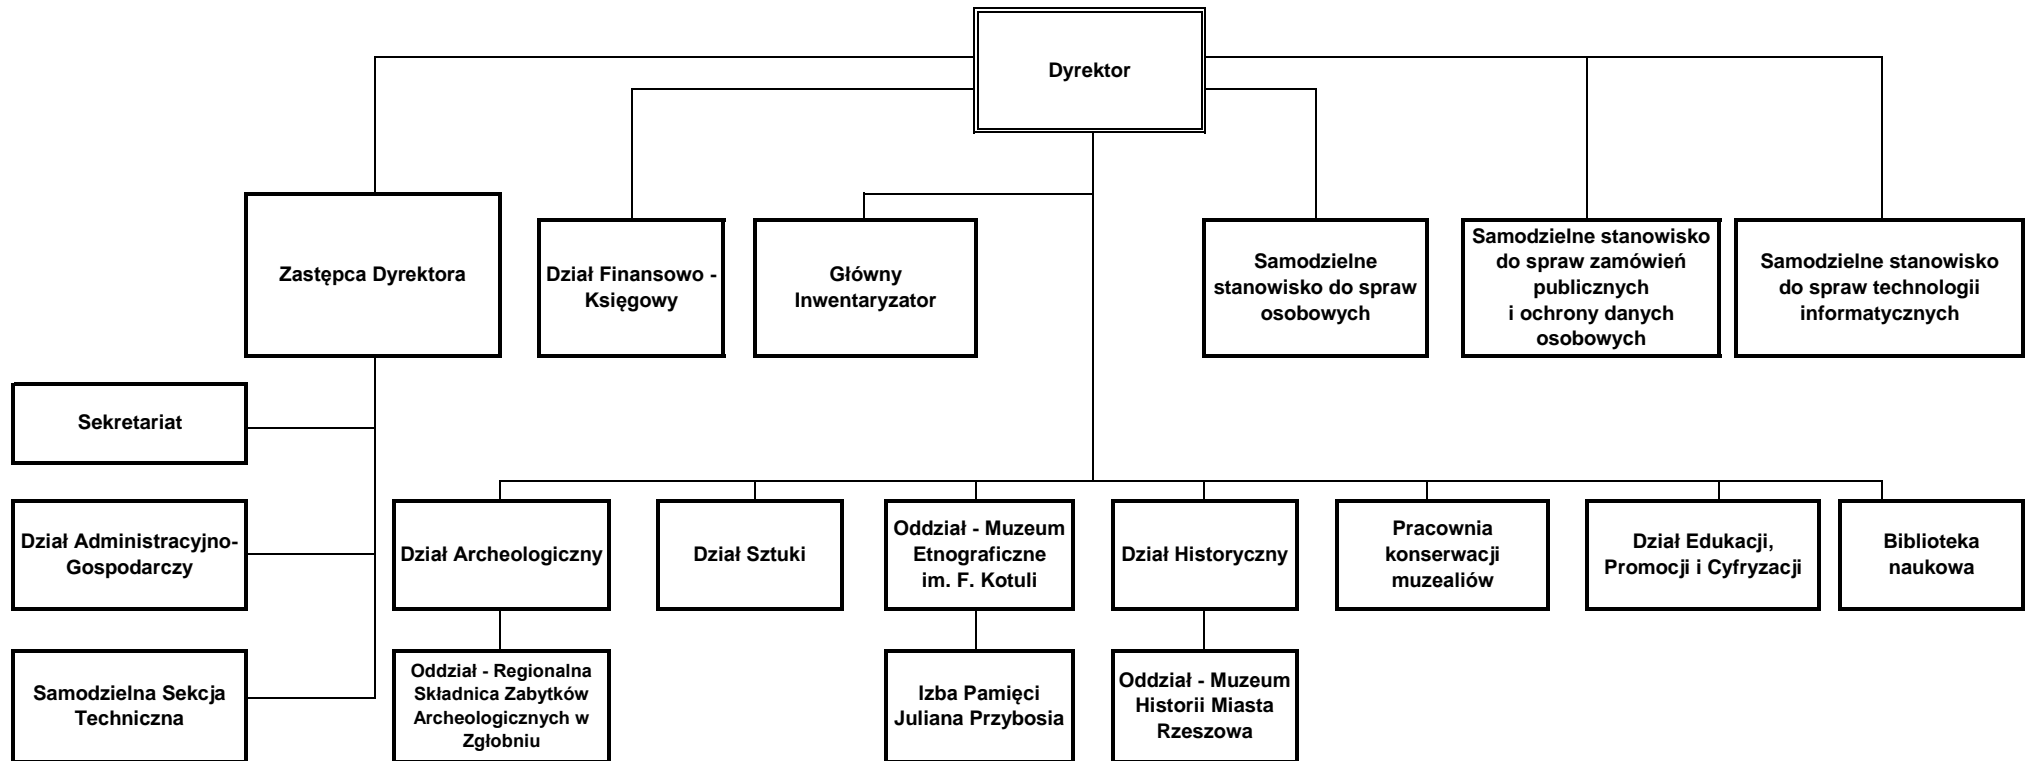 Dyrektor
Zastępca Dyrektora
Dział Finansowo -
Księgowy
Główny
Inwentaryzator
Samodzielne
stanowisko do spraw
osobowych
Samodzielne stanowisko
do spraw zamówień
publicznych
i ochrony danych
osobowych
Samodzielne stanowisko
do spraw technologii
informatycznych
Sekretariat
Dział Administracyjno-
Gospodarczy
Dział Archeologiczny
Dział Sztuki
Oddział - Muzeum
Etnograficzne
im. F. Kotuli
Dział Historyczny
Pracownia
konserwacji
muzealiów
Dział Edukacji,
Promocji i Cyfryzacji
Biblioteka
naukowa
Samodzielna Sekcja
Techniczna
Oddział - Regionalna
Składnica Zabytków
Archeologicznych w
Zgłobniu
Izba Pamięci
Juliana Przybosia
Oddział - Muzeum
Historii Miasta
Rzeszowa